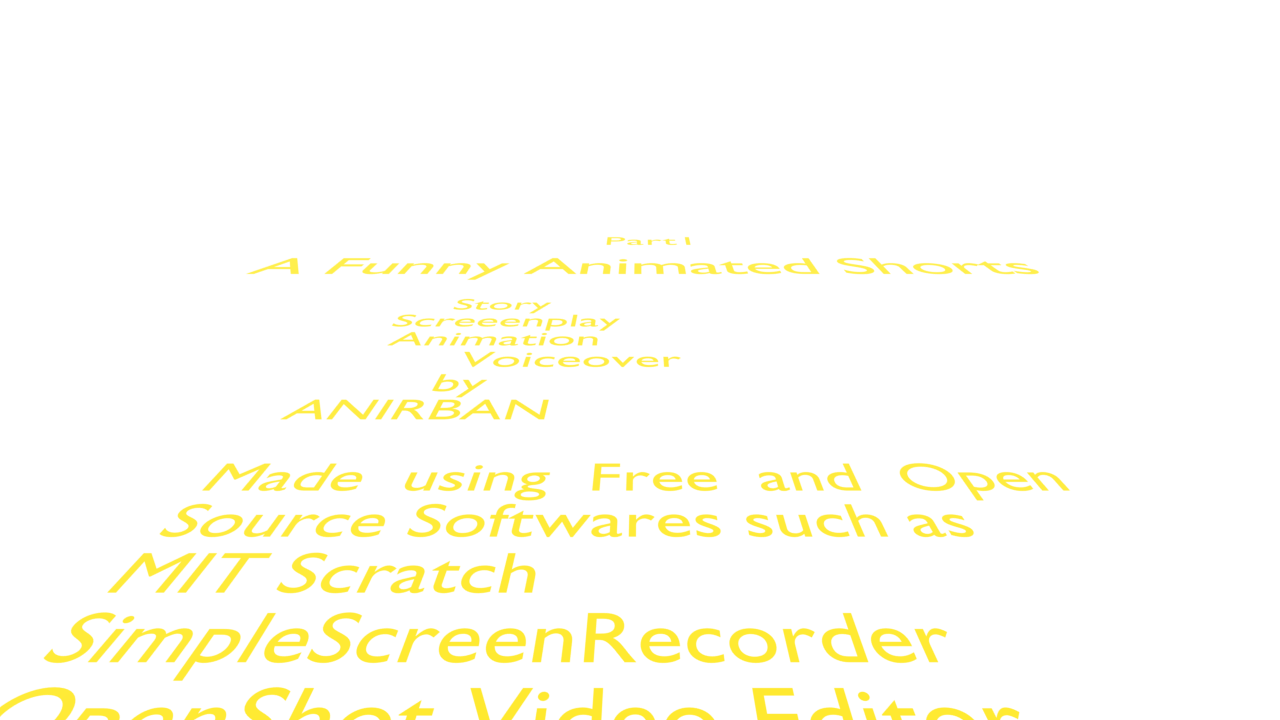 Part I
A Funny Animated Shorts
Story
Screeenplay
Animation
Voiceover
by
ANIRBAN
Made using Free and Open
Source Softwares such as
MIT Scratch
SimpleScreenRecorder
OpenShot Video Editor